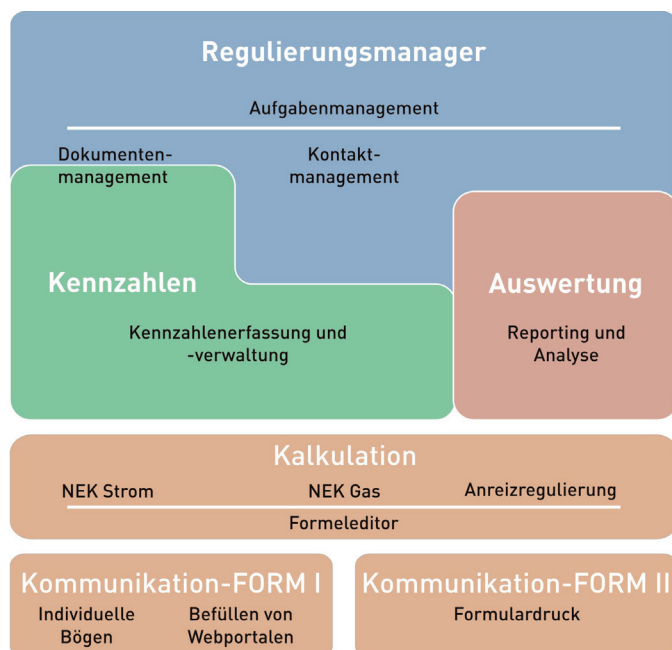 Regulierungsmanager
Aufgabenmanagement
Dokumenten-
management
Kontakt-
management
Kennzahlen
Kennzahlenerfassung und
-verwaltung
Auswertung
Reporting und
Analyse
Kalkulation
NEK Strom
NEK Gas
Anreizregulierung
Formeleditor
Kommunikation-FORM I
Individuelle
Bögen
Befüllen von
Webportalen
Kommunikation-FORM II
Formulardruck